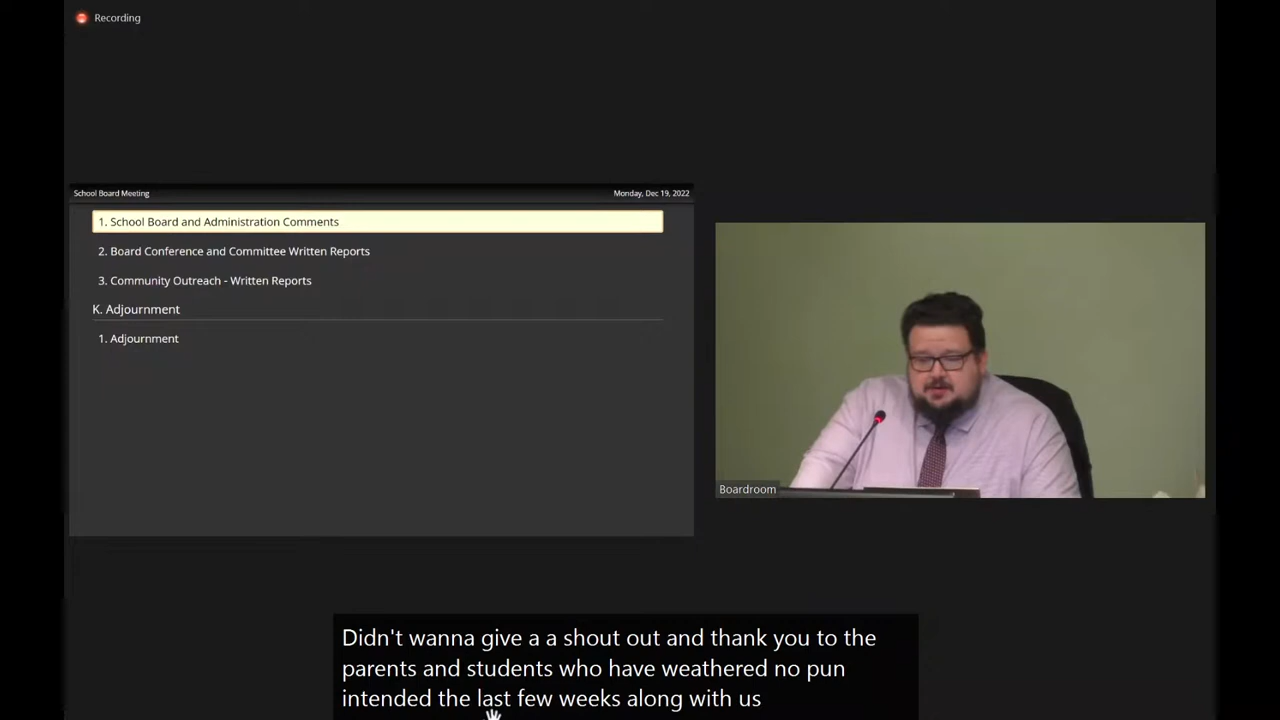 Recording
School Board Meeting
Monday, Dec 19, 2022
1. School Board and Administration Comments
2. Board Conference and Committee Written Reports
3. Community Outreach - Written Reports
K. Adjournment
1. Adjournment
Boardroom
Didn't wanna give a a shout out and thank you to the
parents and students who have weathered no pun
intended the last few weeks along with us